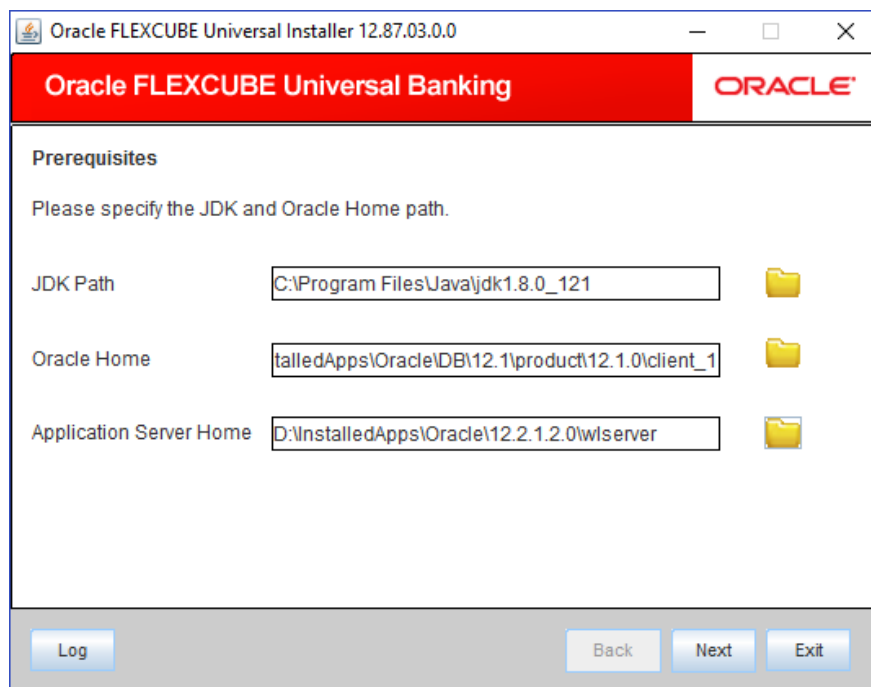 Oracle FLEXCUBE Universal Installer 12.87.03.0.0
Oracle FLEXCUBE Universal Banking
ORACLE
Prerequisites
Please specify the JDK and Oracle Home path.
JDK Path C:\Program Files\Java\jdk1.8.0_121
Oracle Home talledApps\Oracle\DB\12.1\product\12.1.0\client_1
Application Server Home D:\InstalledApps\Oracle\12.2.1.2.0\wlserver
Log Back Next Exit